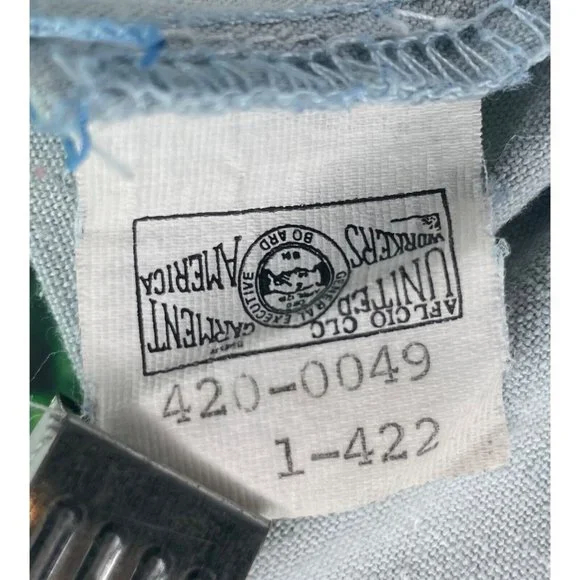 AFL CIO CLC
UNITED
GARMENT
WORKERS
AMERICA
GENERAL EXECUTIVE
BOARD
420-0049
1-422